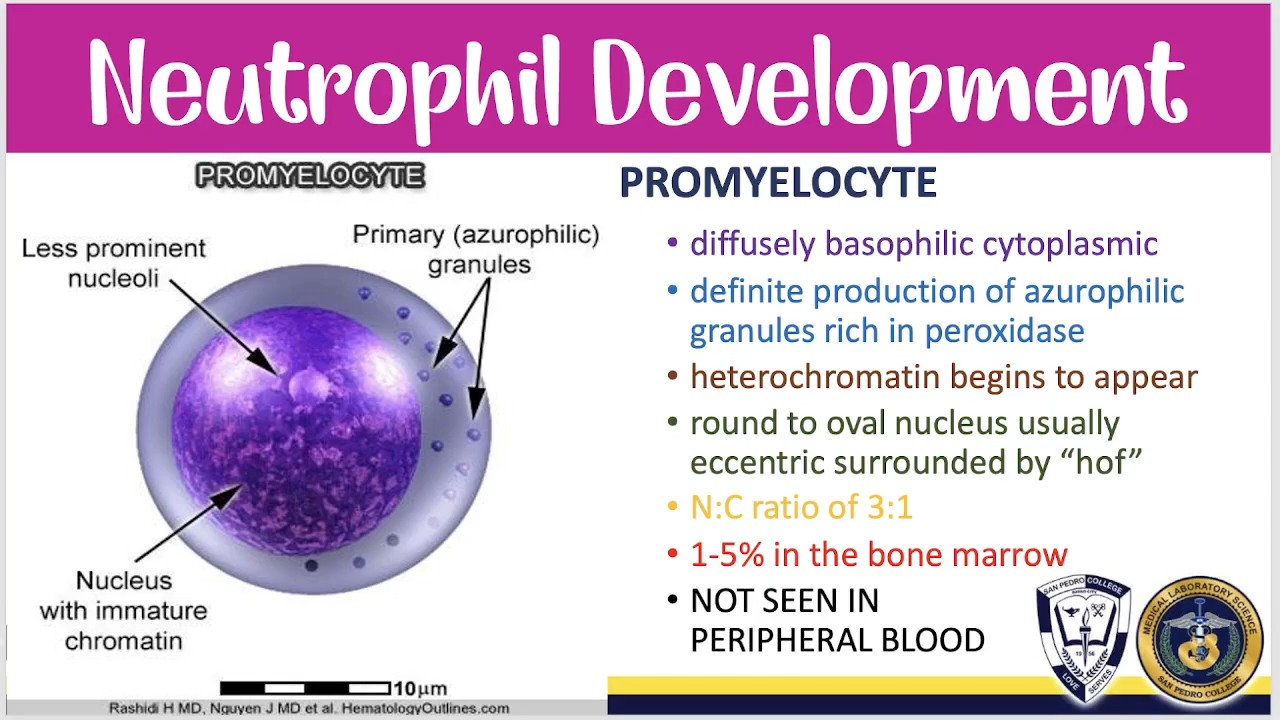 Neutrophil Development
PROMYELOCYTE
Less prominent
nucleoli
Primary (azurophilic)
granules
Nucleus
with immature
chromatin
10μm
Rashidi H MD, Nguyen J MD et al. HematologyOutlines.com
PROMYELOCYTE
• diffusely basophilic cytoplasmic
• definite production of azurophilic
granules rich in peroxidase
• heterochromatin begins to appear
• round to oval nucleus usually
eccentric surrounded by “hof”
• N:C ratio of 3:1
• 1-5% in the bone marrow
• NOT SEEN IN
PERIPHERAL BLOOD
SAN PEDRO COLLEGE
LOVE SERVES
MEDICAL LABORATORY SCIENCE
SAN PEDRO COLLEGE